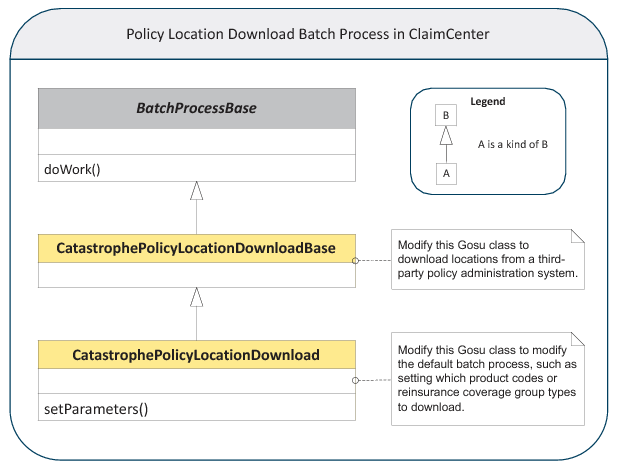 Policy Location Download Batch Process in ClaimCenter
BatchProcessBase
doWork()
Legend
B
A is a kind of B
A
CatastrophePolicyLocationDownloadBase
Modify this Gosu class to
download locations from a third-
party policy administration system.
CatastrophePolicyLocationDownload
setParameters()
Modify this Gosu class to modify
the default batch process, such as
setting which product codes or
reinsurance coverage group types
to download.